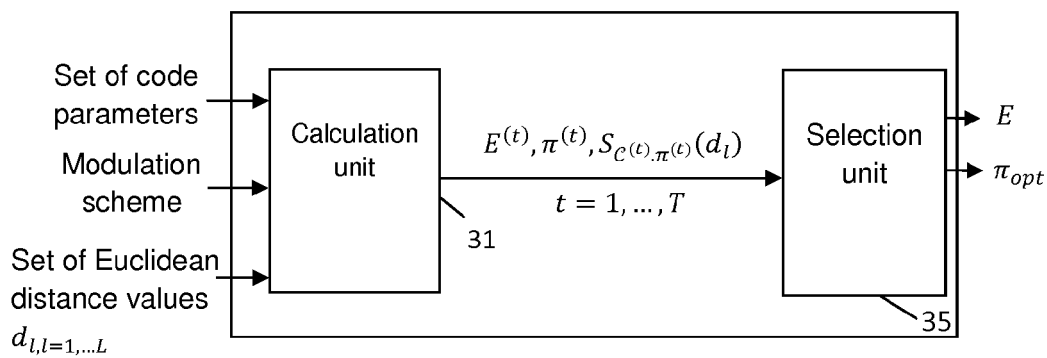 Set of code
parameters
Modulation
scheme
Set of Euclidean
distance values
d_{l,l=1,...L}
Calculation
unit
31
E^{(t)}, π^{(t)}, S_{C^{(t)}.π^{(t)}}(d_l)
t = 1, ... , T
Selection
unit
35
E
π_{opt}